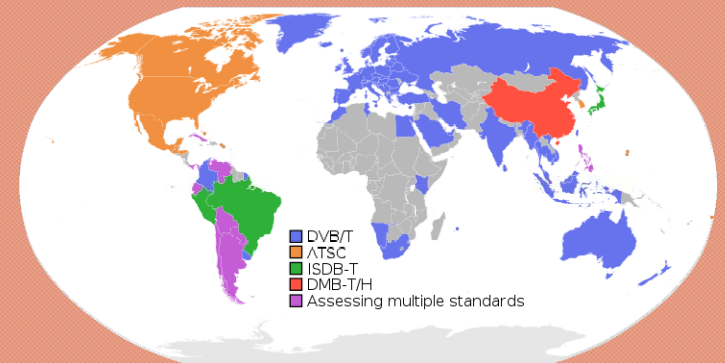 DVB/T
ATSC
ISDB-T
DMB-T/H
Assessing multiple standards